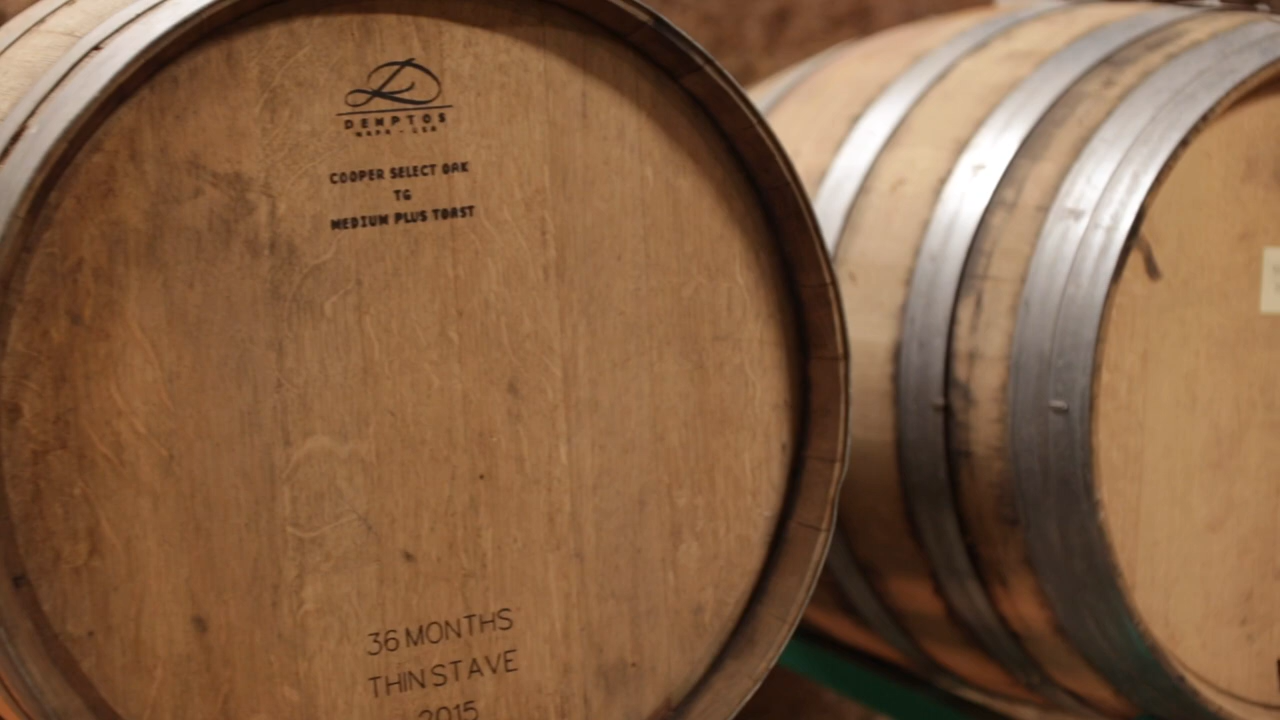 DEMPTOS
NAPA - USA
COOPER SELECT OAK
TG
MEDIUM PLUS TOAST
36 MONTHS
THIN STAVE
2015